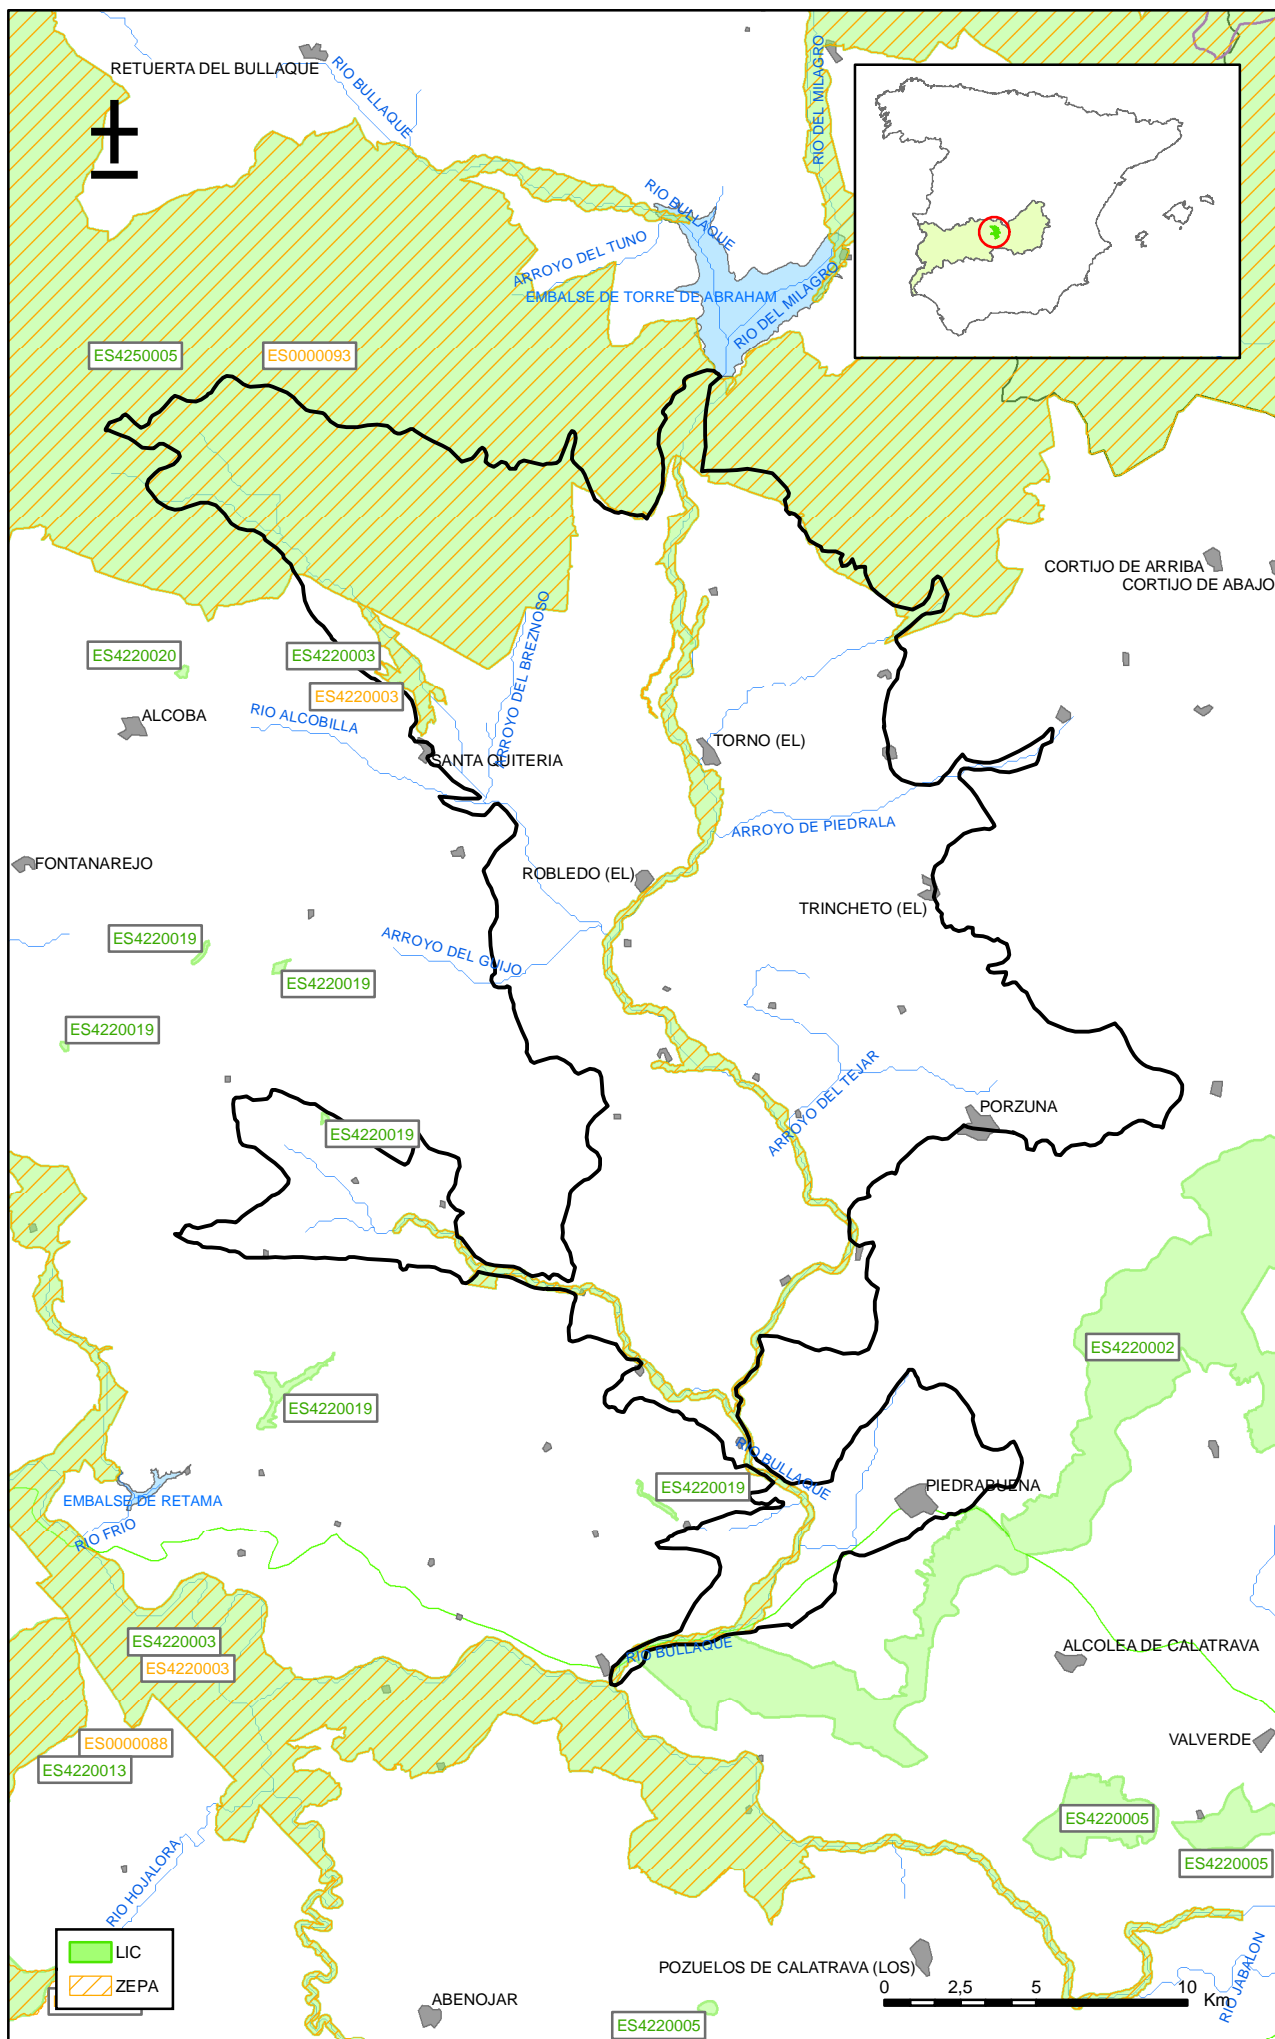 RETUERTA DEL BULLAQUE
RIO BULLAQUE
RIO DEL MILAGRO
RIO DEL MILAGRO
RIO BULLAQUE
ARROYO DEL TUNO
EMBALSE DE TORRE DE ABRAHAM
RIO DEL MILAGRO
ES4250005
ES0000093
CORTIJO DE ARRIBA
CORTIJO DE ABAJO
ARROYO DEL BREZNOSO
ES4220020
ES4220003
ES4220003
ALCOBA
RIO ALCOBILLA
SANTA QUITERIA
TORNO (EL)
ARROYO DE PIEDRALA
FONTANAREJO
ROBLEDO (EL)
TRINCHETO (EL)
ES4220019
ARROYO DEL GUIJO
ES4220019
ES4220019
ARROYO DEL TEJAR
PORZUNA
ES4220019
ES4220002
ES4220019
RIO BULLAQUE
ES4220019
PIEDRABUENA
EMBALSE DE RETAMA
RIO FRIO
ES4220003
ES4220003
RIO BULLAQUE
ALCOLEA DE CALATRAVA
ES0000088
ES4220013
VALVERDE
ES4220005
ES4220005
RIO HOJALORA
LIC
ZEPA
POZUELOS DE CALATRAVA (LOS)
RIO JABALON
0 2,5 5 10
Km
ABENOJAR
ES4220005